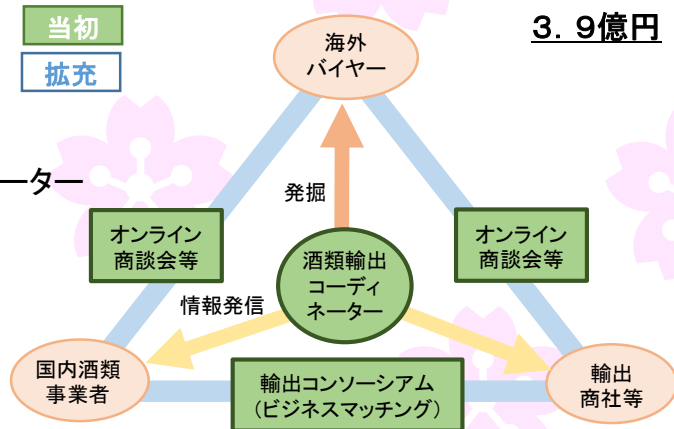 当初
拡充
3.9億円
海外
バイヤー
ーター
発掘
オンライン
商談会等
オンライン
商談会等
酒類輸出
コーディ
ネーター
情報発信
国内酒類
事業者
輸出コンソーシアム
(ビジネスマッチング)
輸出
商社等